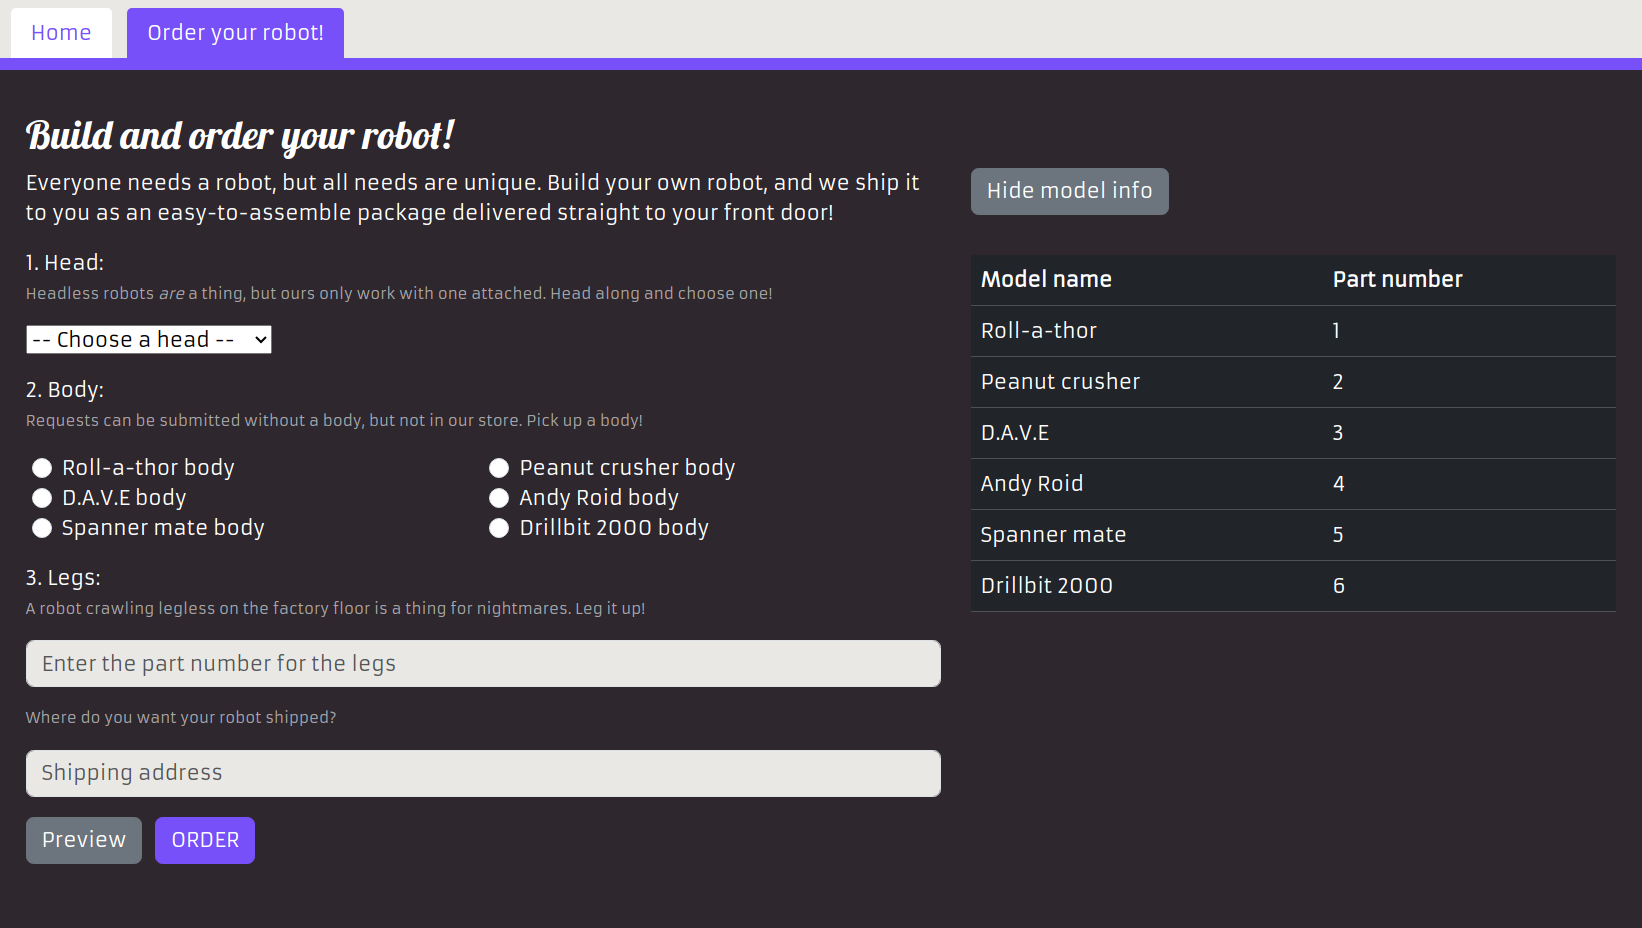 Home
Order your robot!
Build and order your robot!
Everyone needs a robot, but all needs are unique. Build your own robot, and we ship it
to you as an easy-to-assemble package delivered straight to your front door!
1. Head:
Headless robots are a thing, but ours only work with one attached. Head along and choose one!
-- Choose a head --
2. Body:
Requests can be submitted without a body, but not in our store. Pick up a body!
Roll-a-thor body
Peanut crusher body
D.A.V.E body
Andy Roid body
Spanner mate body
Drillbit 2000 body
3. Legs:
A robot crawling legless on the factory floor is a thing for nightmares. Leg it up!
Enter the part number for the legs
Where do you want your robot shipped?
Shipping address
Preview
ORDER
Hide model info
Model name Part number
Roll-a-thor 1
Peanut crusher 2
D.A.V.E 3
Andy Roid 4
Spanner mate 5
Drillbit 2000 6